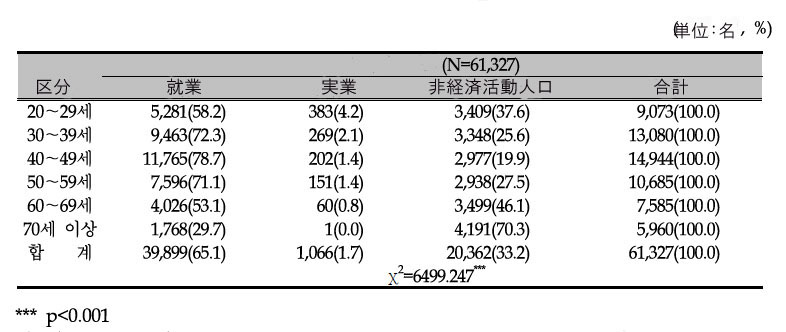 (単位:名, %)
(N=61,327)
区分 就業 実業 非経済活動人口 合計
20～29세 5,281(58.2) 383(4.2) 3,409(37.6) 9,073(100.0)
30～39세 9,463(72.3) 269(2.1) 3,348(25.6) 13,080(100.0)
40～49세 11,765(78.7) 202(1.4) 2,977(19.9) 14,944(100.0)
50～59세 7,596(71.1) 151(1.4) 2,938(27.5) 10,685(100.0)
60～69세 4,026(53.1) 60(0.8) 3,499(46.1) 7,585(100.0)
70세 이상 1,768(29.7) 1(0.0) 4,191(70.3) 5,960(100.0)
합 계 39,899(65.1) 1,066(1.7) 20,362(33.2) 61,327(100.0)
χ²=6499.247***
*** p<0.001